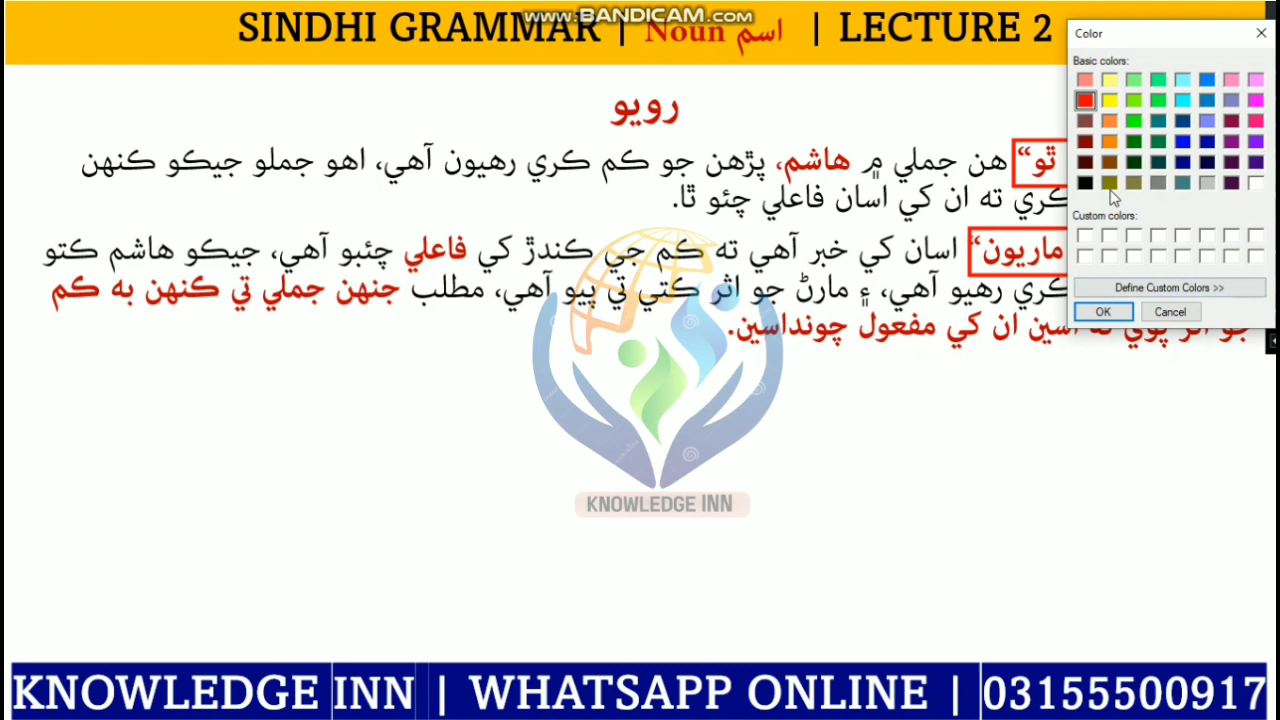 www.BANDICAM.com
SINDHI GRAMMAR | Noun اسم | LECTURE 2
رويو
ٿو“ هن جملي ۾ هاشم، پڙهن جو ڪم ڪري رهيون آهي، اهو جملو جيڪو ڪنهن
ڪري ته ان کي اسان فاعلي چئو ٿا.
ماريون“ اسان کي خبر آهي ته ڪم جي ڪندڙ کي فاعلي چئبو آهي، جيڪو هاشم ڪتو
ڪري رهيو آهي، ۽ مارڻ جو اثر ڪتي تي پيو آهي، مطلب جنهن جملي تي ڪنهن به ڪم
جو اثر پوي ته اسين ان کي مفعول چونداسين.
Color
Basic colors:
Custom colors:
Define Custom Colors >>
OK Cancel
KNOWLEDGE INN
KNOWLEDGE INN | WHATSAPP ONLINE | 03155500917